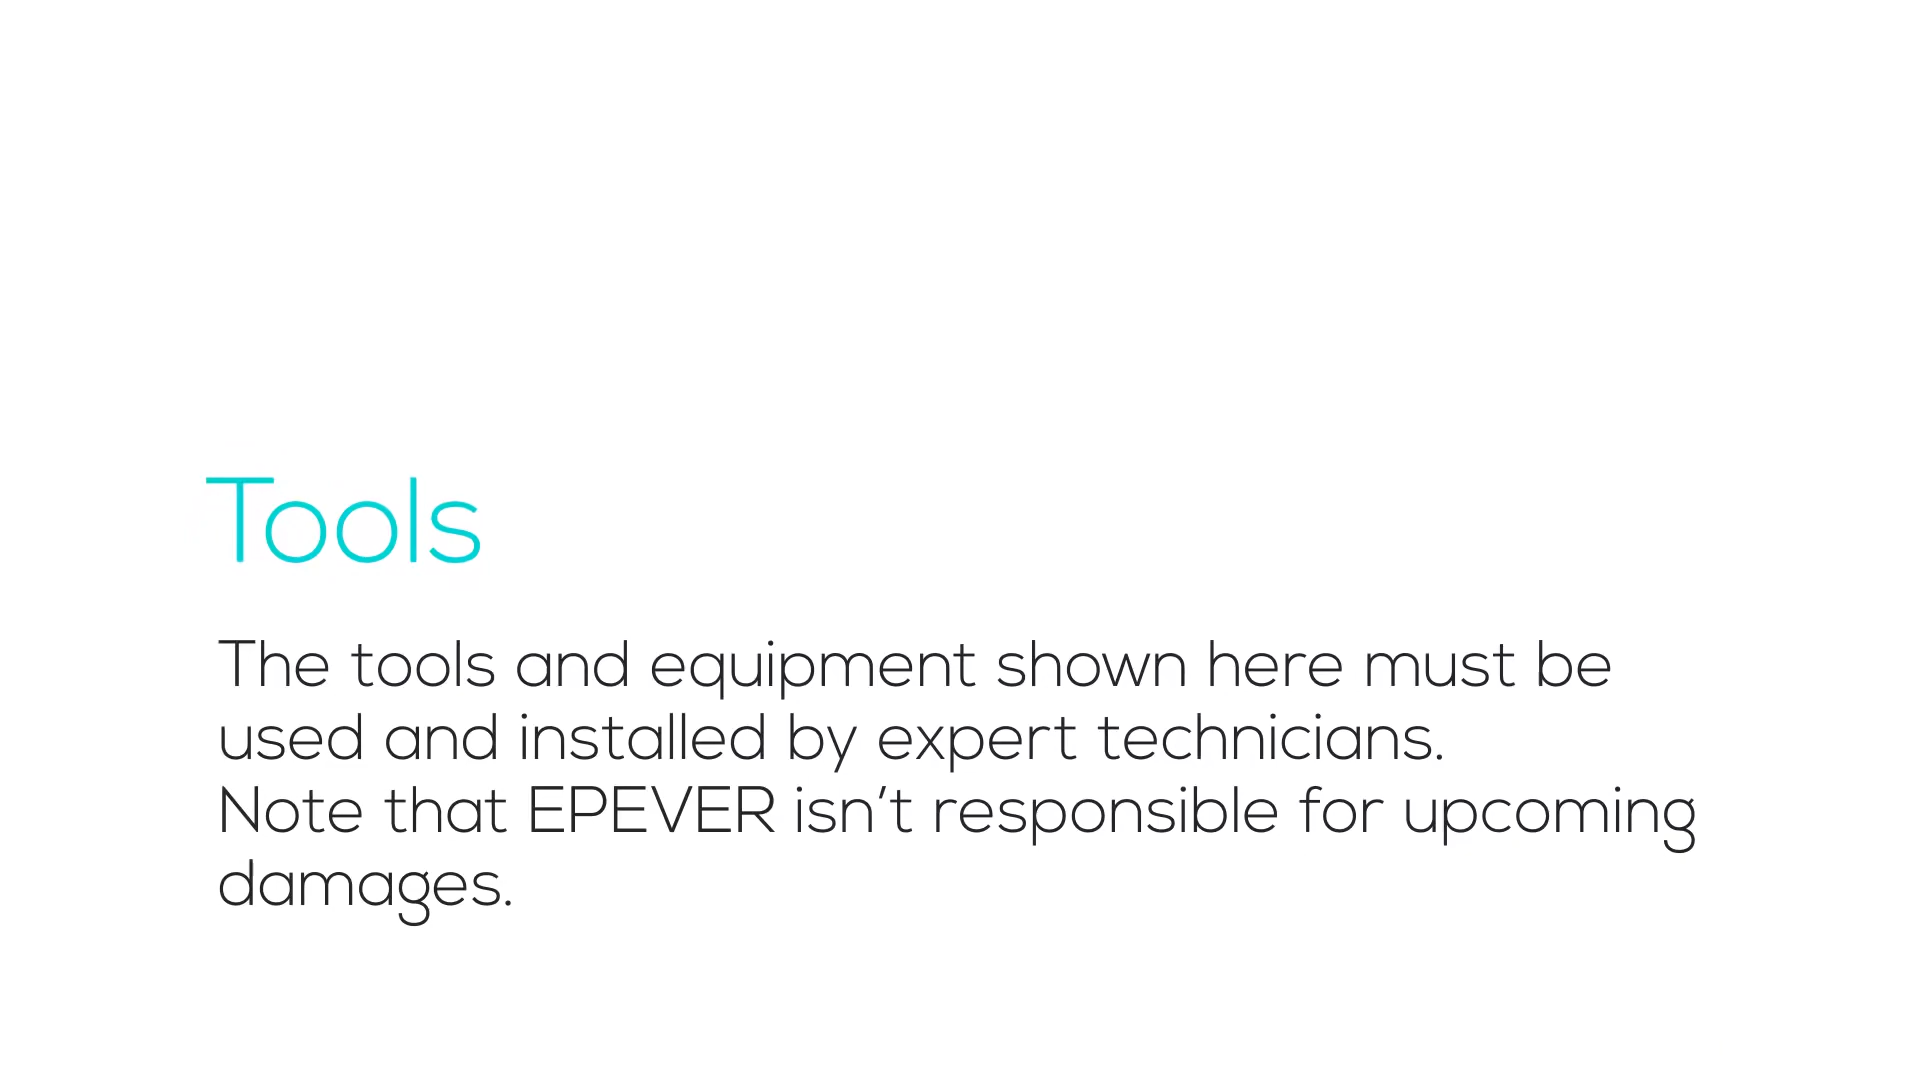 Tools
The tools and equipment shown here must be
used and installed by expert technicians.
Note that EPEVER isn’t responsible for upcoming
damages.